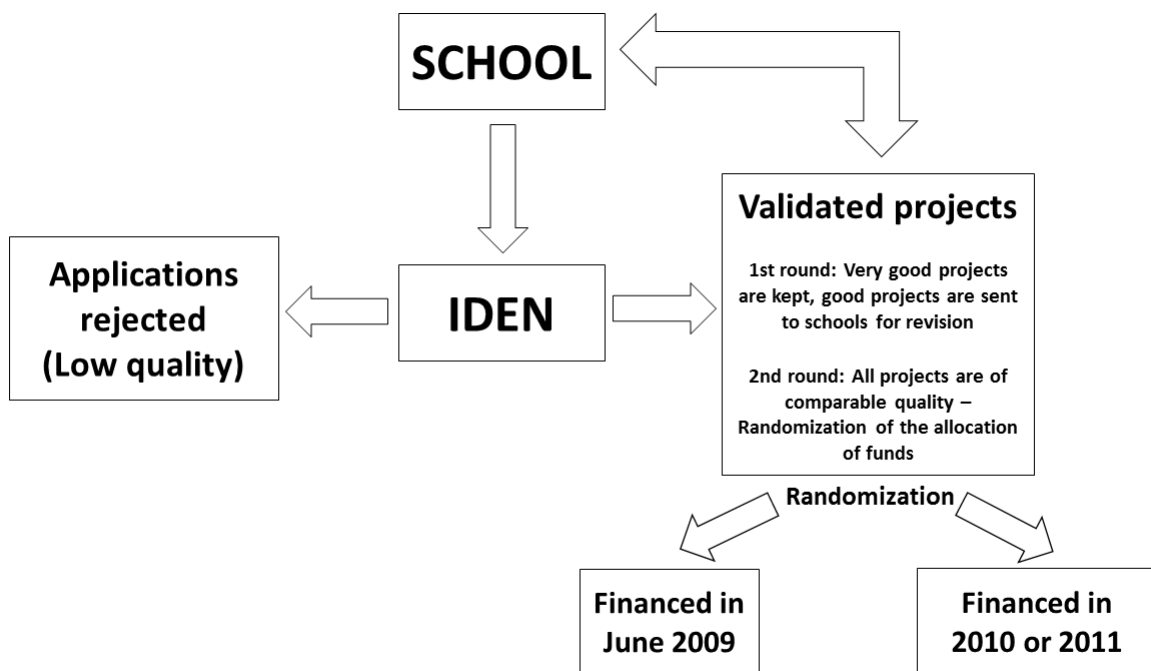 SCHOOL
Validated projects
1st round: Very good projects
are kept, good projects are sent
to schools for revision
2nd round: All projects are of
comparable quality –
Randomization of the allocation
of funds
Applications
rejected
(Low quality)
IDEN
Randomization
Financed in
June 2009
Financed in
2010 or 2011